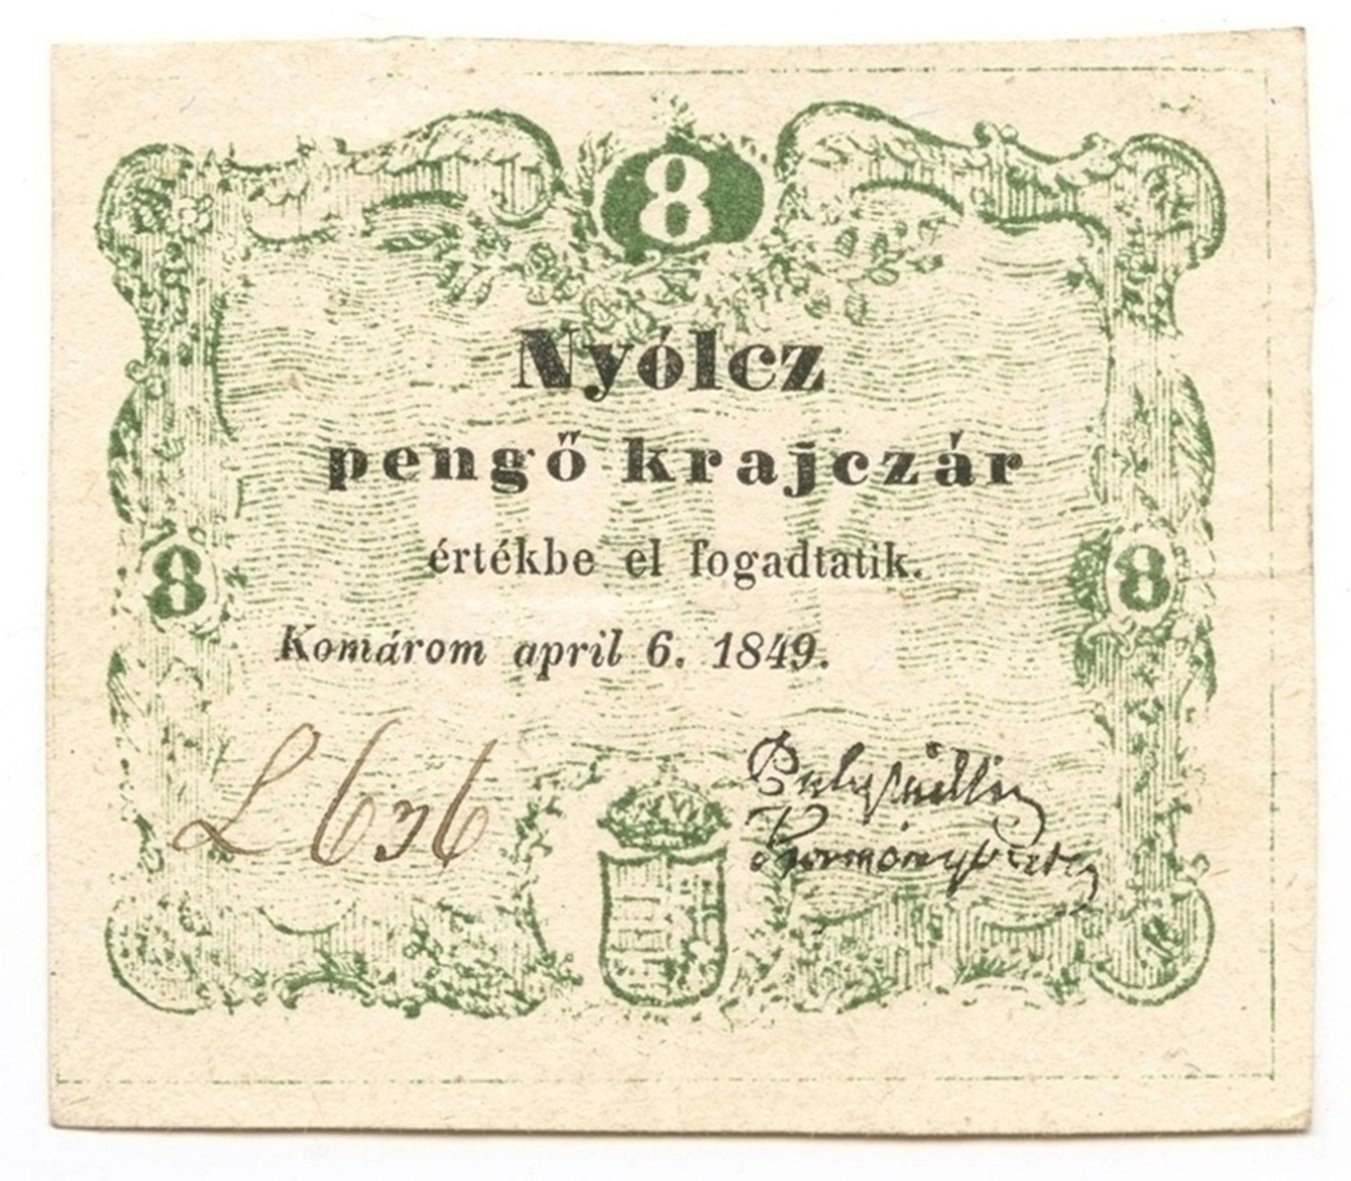 8
Nyólcz
pengő krajczár
8
értékbe el fogadtatik.
8
Komárom april 6. 1849.
L 636